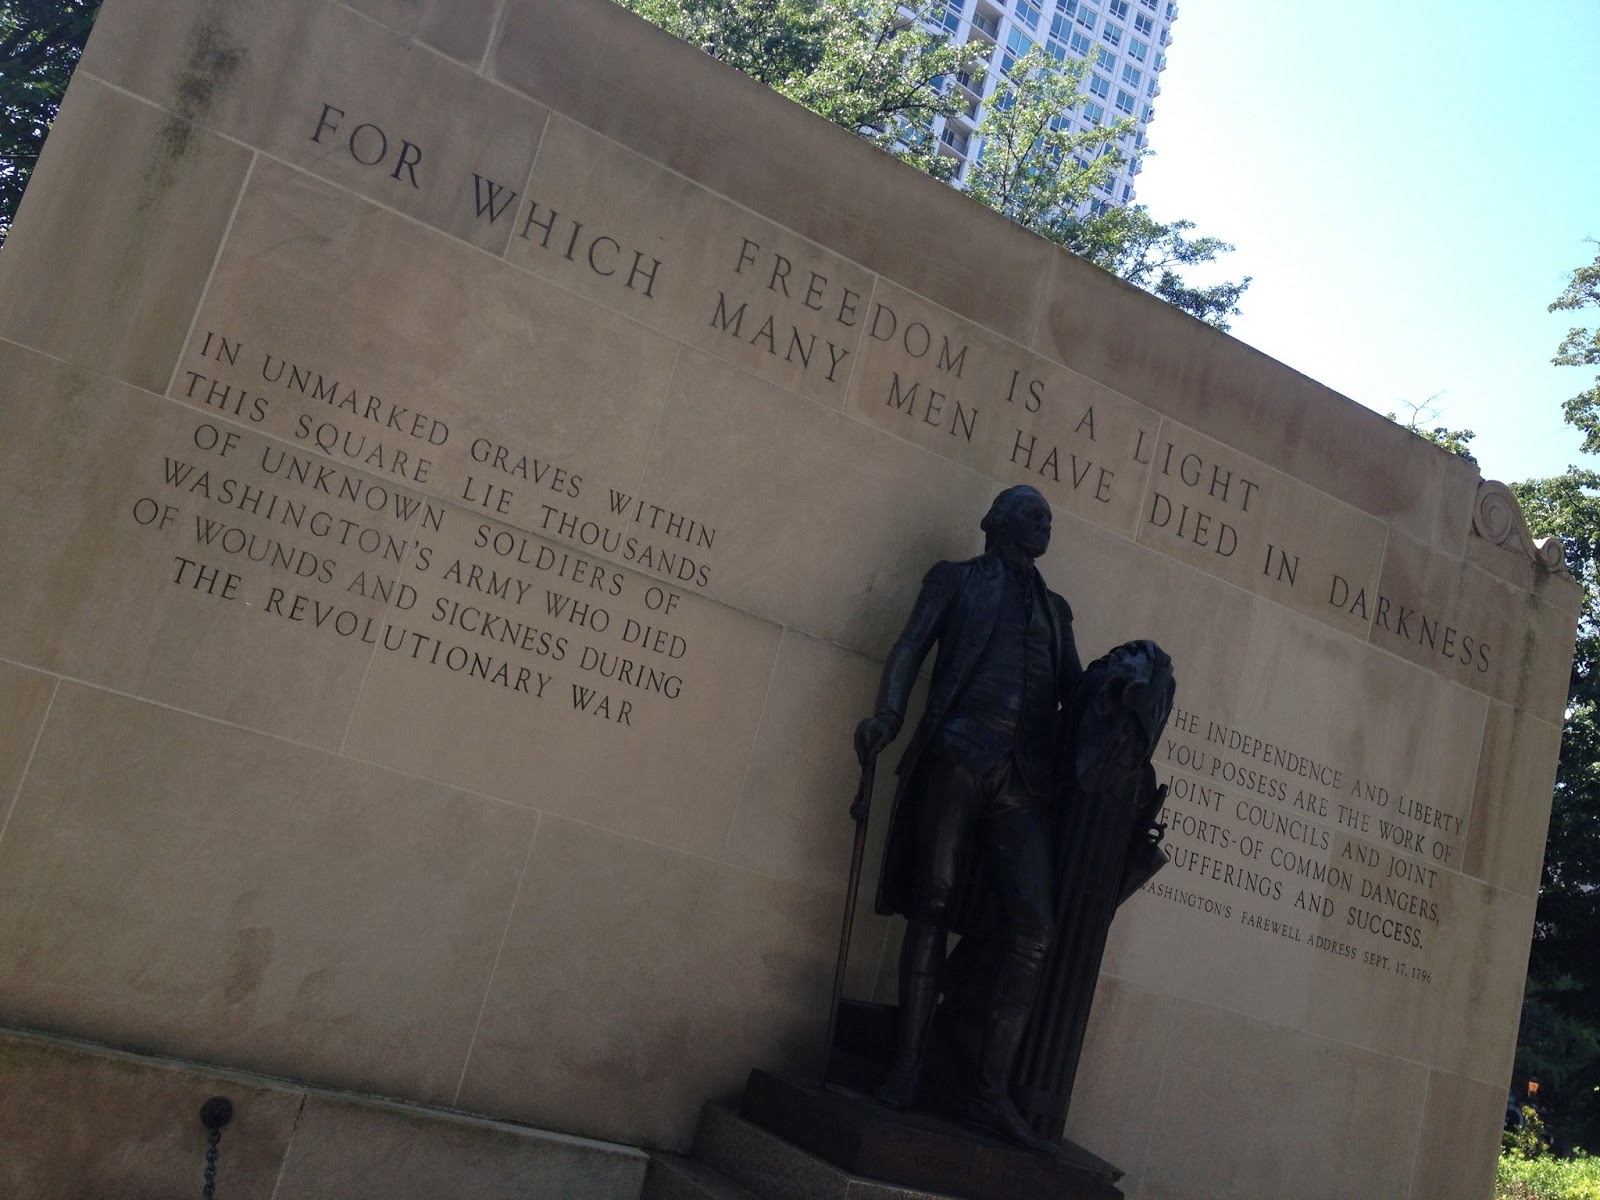 FREEDOM IS A LIGHT
FOR WHICH MANY MEN HAVE DIED IN DARKNESS
IN UNMARKED GRAVES WITHIN
THIS SQUARE LIE THOUSANDS
OF UNKNOWN SOLDIERS OF
WASHINGTON'S ARMY WHO DIED
OF WOUNDS AND SICKNESS DURING
THE REVOLUTIONARY WAR
THE INDEPENDENCE AND LIBERTY
YOU POSSESS ARE THE WORK OF
JOINT COUNCILS AND JOINT
EFFORTS-OF COMMON DANGERS,
SUFFERINGS AND SUCCESS.
WASHINGTON'S FAREWELL ADDRESS SEPT. 17, 1796